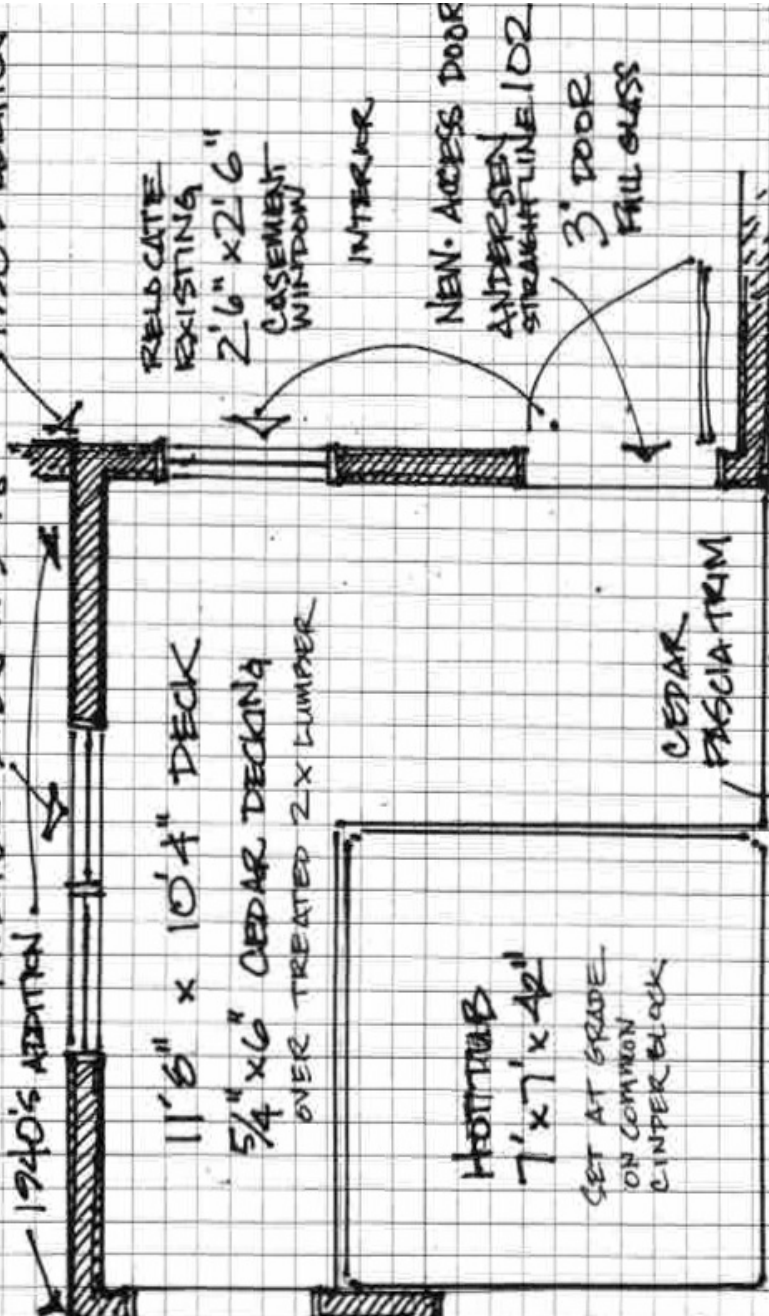 1940'S ADDITION
RELOCATE
EXISTING
2'6" x 2'6"
CASEMENT
WINDOW
INTERIOR
NEW ACCESS DOOR
ANDERSEN
STRAIGHTLINE 102
3' DOOR
FULL GLASS
11'8" x 10'4" DECK
5/4" x 6" CEDAR DECKING
OVER TREATED 2x LUMBER
CEDAR
FASCIA TRIM
HOT TUB
7' x 7' x 42"
SET AT GRADE
ON COMMON
CINDER BLOCK